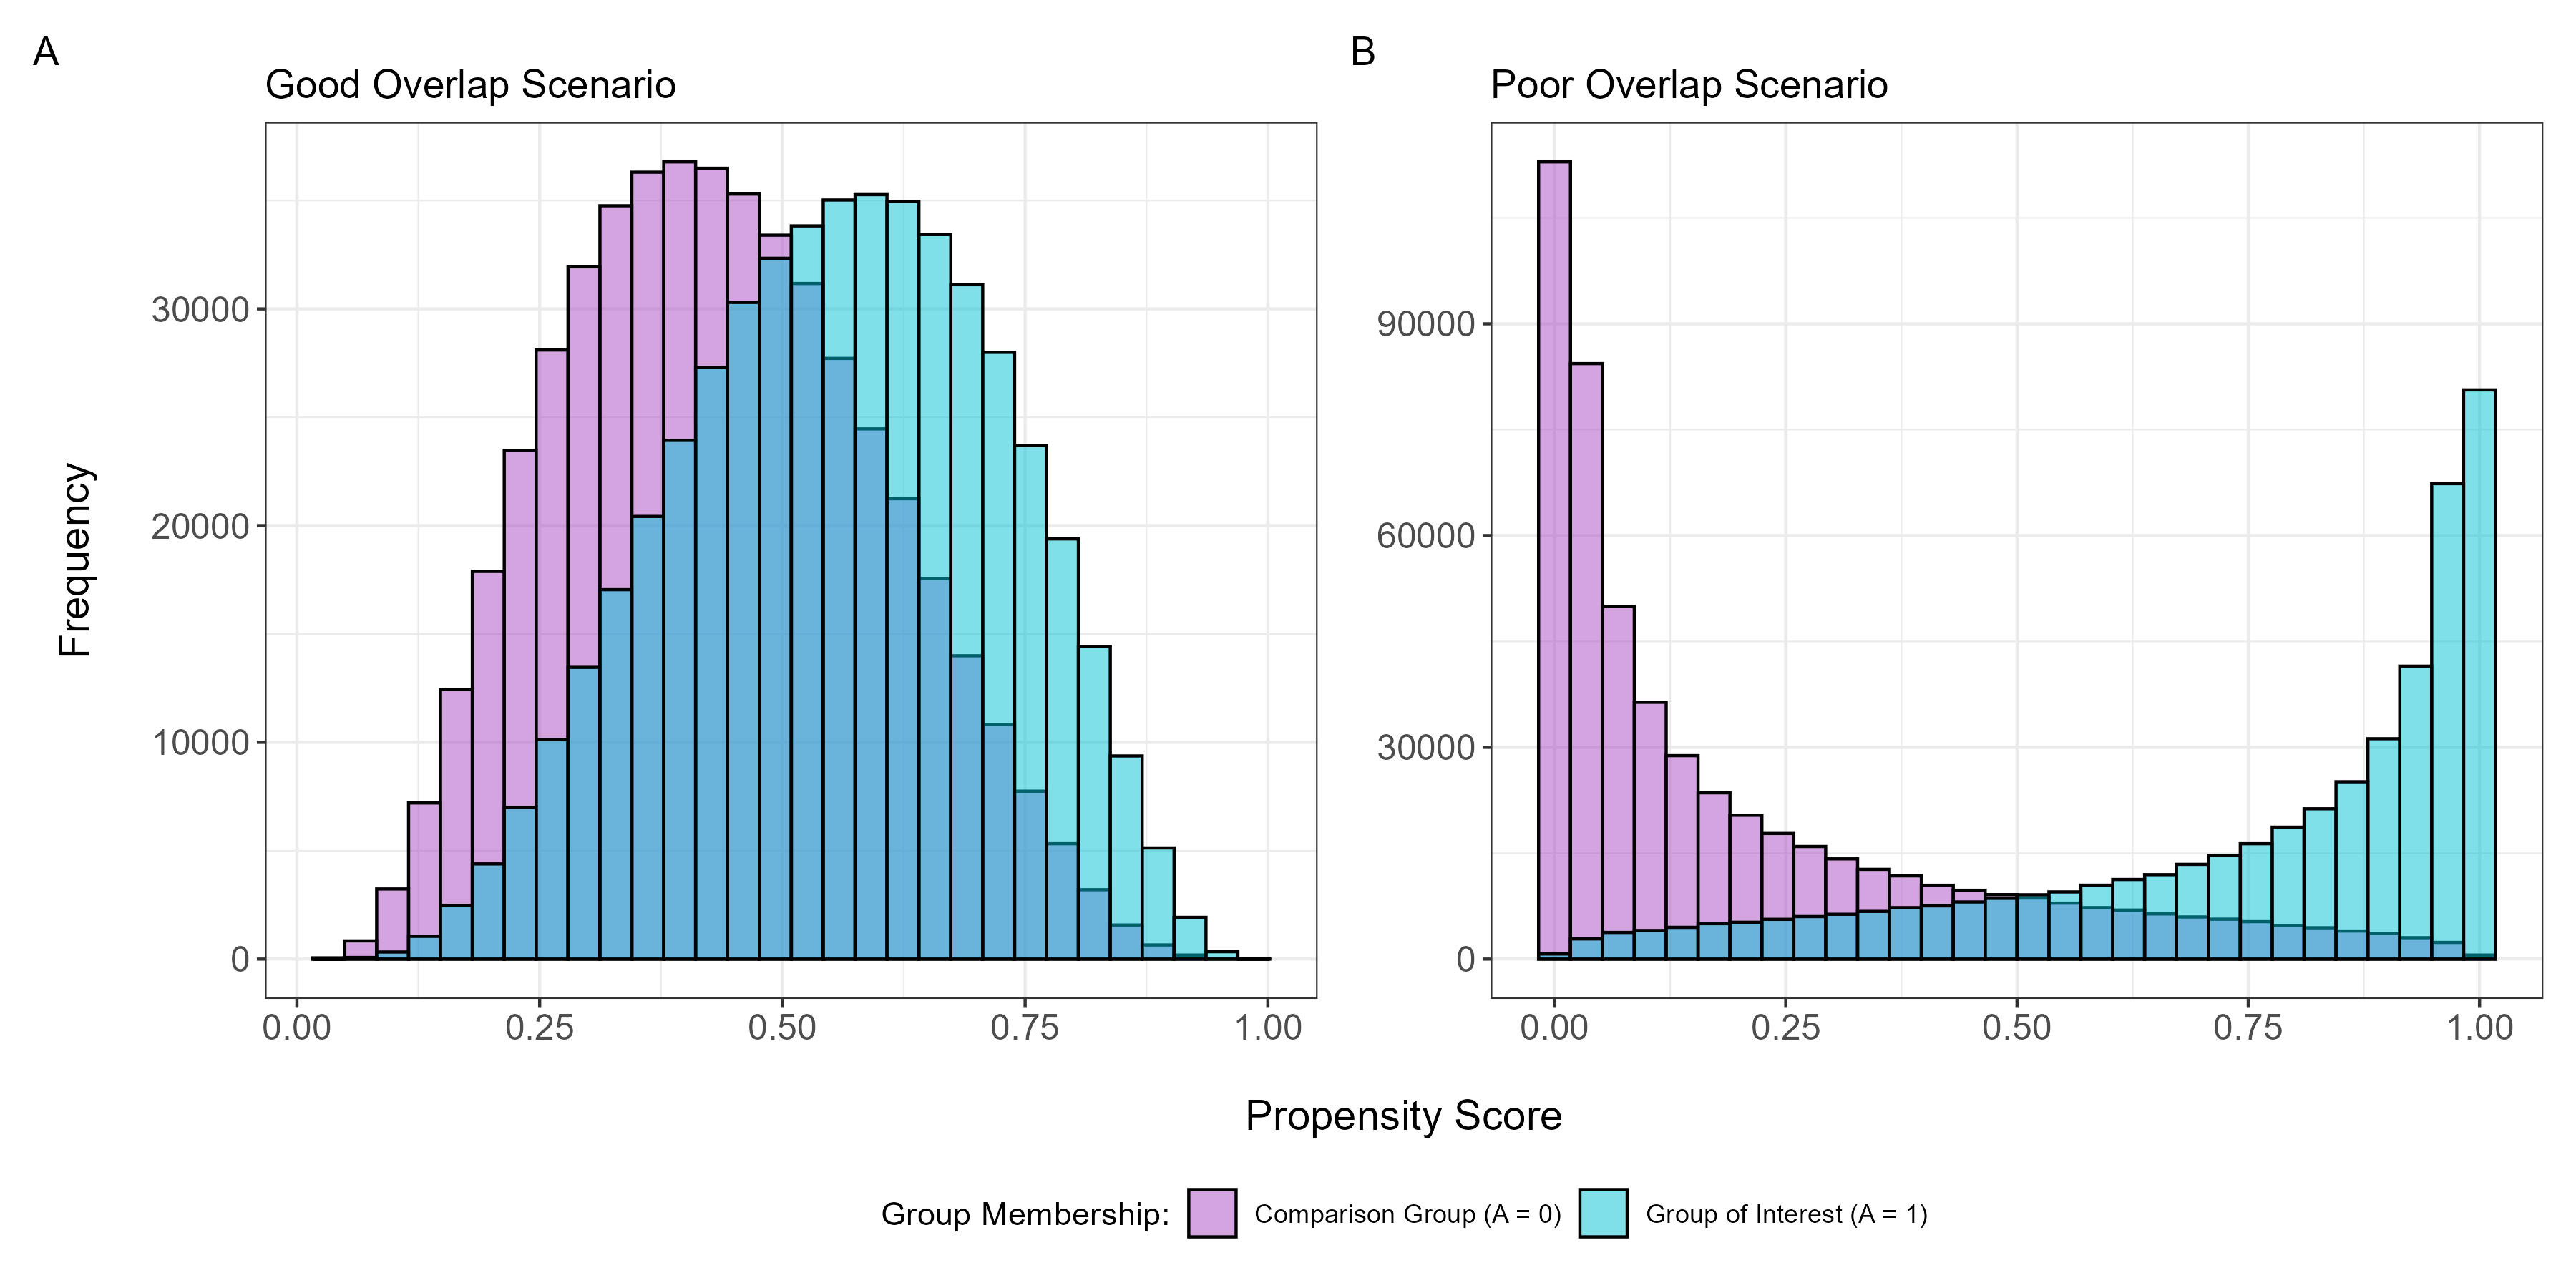 A
Good Overlap Scenario
B
Poor Overlap Scenario
Frequency
30000
20000
10000
0
0.00 0.25 0.50 0.75 1.00
90000
60000
30000
0
0.00 0.25 0.50 0.75 1.00
Propensity Score
Group Membership: Comparison Group (A = 0) Group of Interest (A = 1)